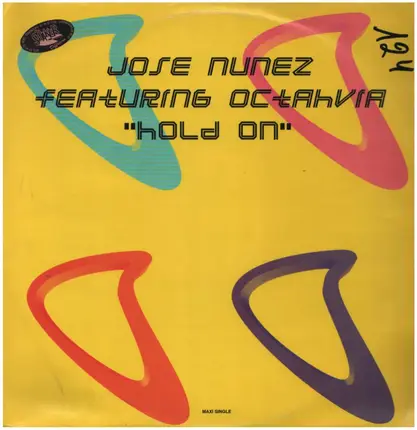 JOSE NUNEZ
FEATURING OCTAHVIA
"HOLD ON"
MAXI SINGLE